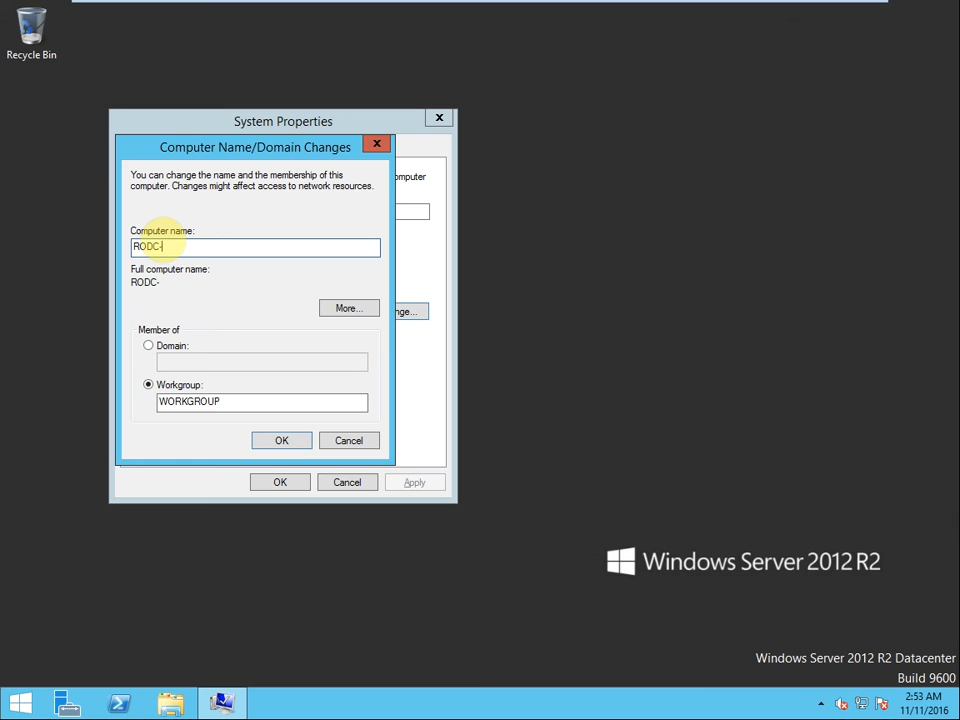 Recycle Bin
System Properties
x
Computer Name/Domain Changes
x
You can change the name and the membership of this
computer. Changes might affect access to network resources.
omputer
Computer name:
RODC-
Full computer name:
RODC-
More...
nge...
Member of
Domain:
Workgroup:
WORKGROUP
OK
Cancel
OK
Cancel
Apply
Windows Server 2012 R2
Windows Server 2012 R2 Datacenter
Build 9600
2:53 AM
11/11/2016